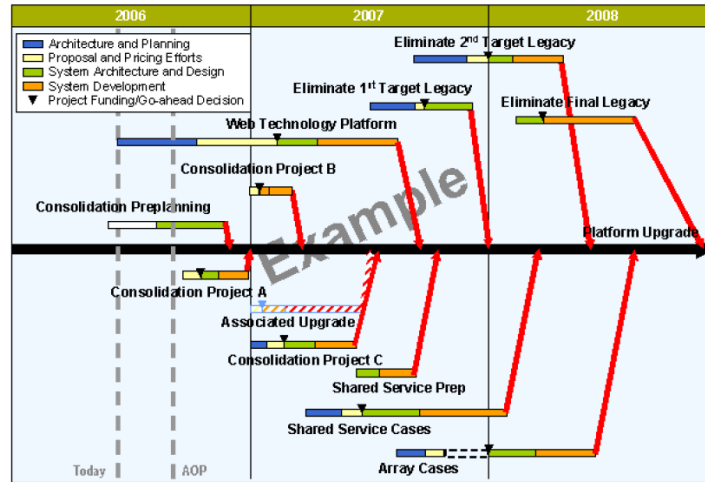 2006 2007 2008
Architecture and Planning
Proposal and Pricing Efforts
System Architecture and Design
System Development
Project Funding/Go-ahead Decision
Eliminate 2nd Target Legacy
Eliminate 1st Target Legacy
Eliminate Final Legacy
Web Technology Platform
Consolidation Project B
Consolidation Preplanning
Example
Platform Upgrade
Consolidation Project A
Associated Upgrade
Consolidation Project C
Shared Service Prep
Shared Service Cases
Array Cases
Today AOP